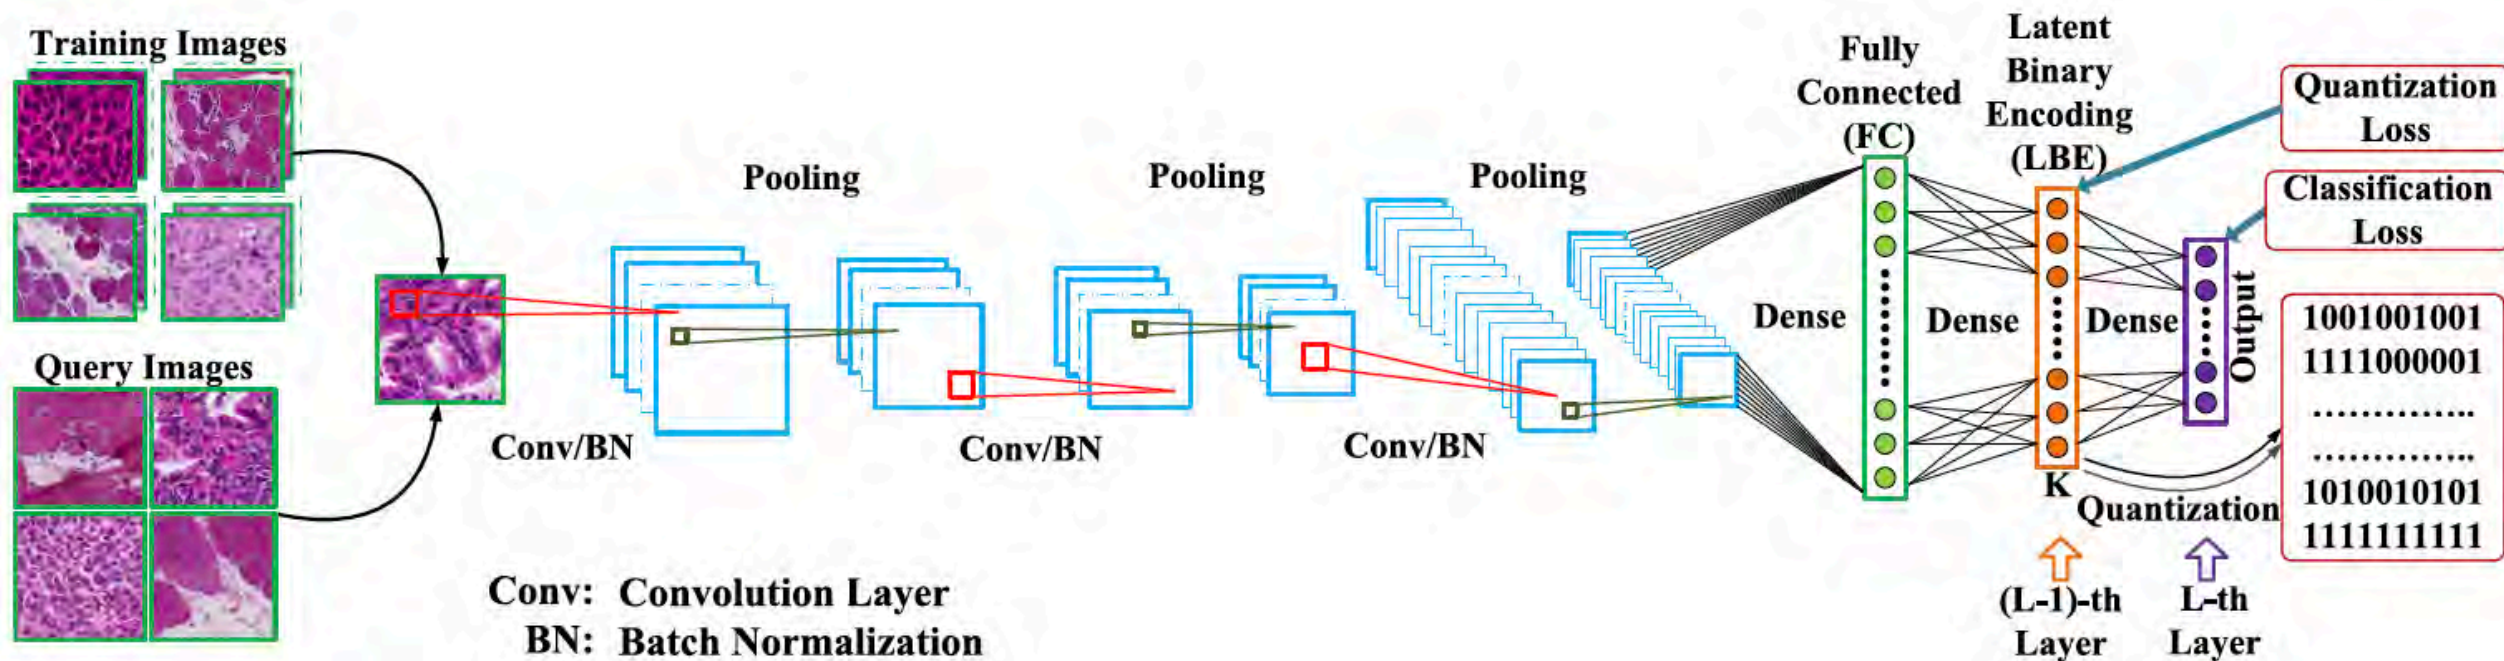 Training Images
Query Images
Conv/BN
Pooling
Conv/BN
Pooling
Conv/BN
Pooling
Conv: Convolution Layer
BN: Batch Normalization
Dense
Fully
Connected
(FC)
Dense
Latent
Binary
Encoding
(LBE)
K
Dense
Output
Quantization
Loss
Classification
Loss
Quantization
1001001001
1111000001
..............
..............
1010010101
1111111111
(L-1)-th
Layer
L-th
Layer